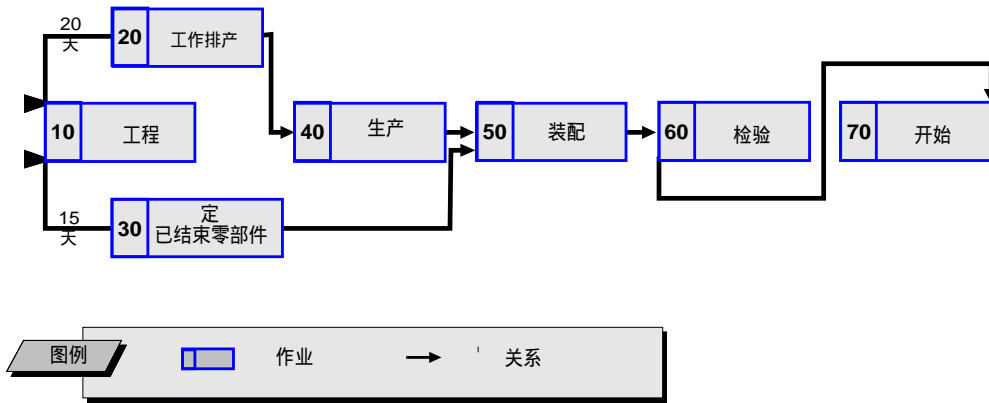 20
天
20 工作排产
10 工程
40 生产
50 装配
60 检验
70 开始
15
天
30 定
已结束零部件
图例 作业 关系